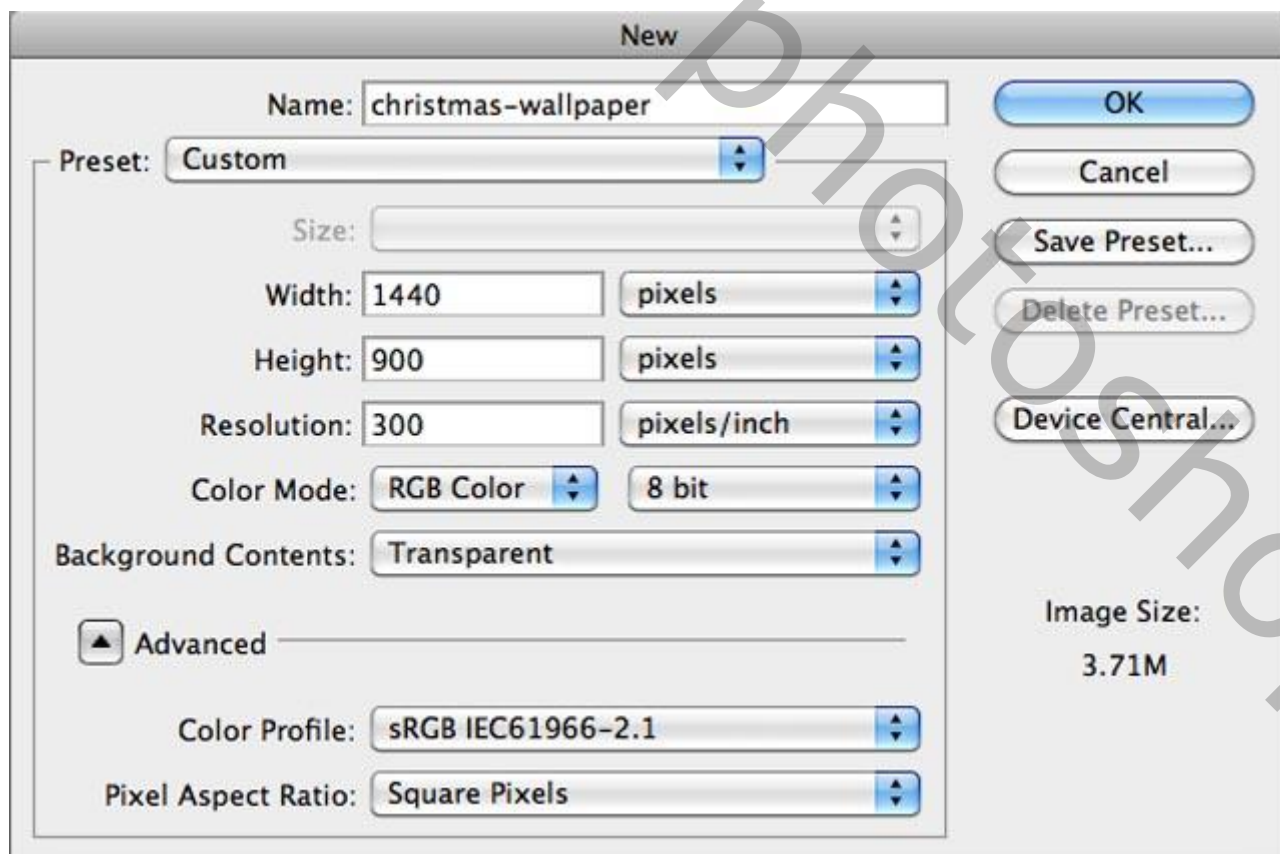 New
Name: christmas-wallpaper
OK
Preset: Custom
Cancel
Size:
Save Preset...
Width: 1440 pixels
Delete Preset...
Height: 900 pixels
Resolution: 300 pixels/inch
Device Central...
Color Mode: RGB Color 8 bit
Background Contents: Transparent
Image Size:
3.71M
Advanced
Color Profile: sRGB IEC61966-2.1
Pixel Aspect Ratio: Square Pixels
photosho